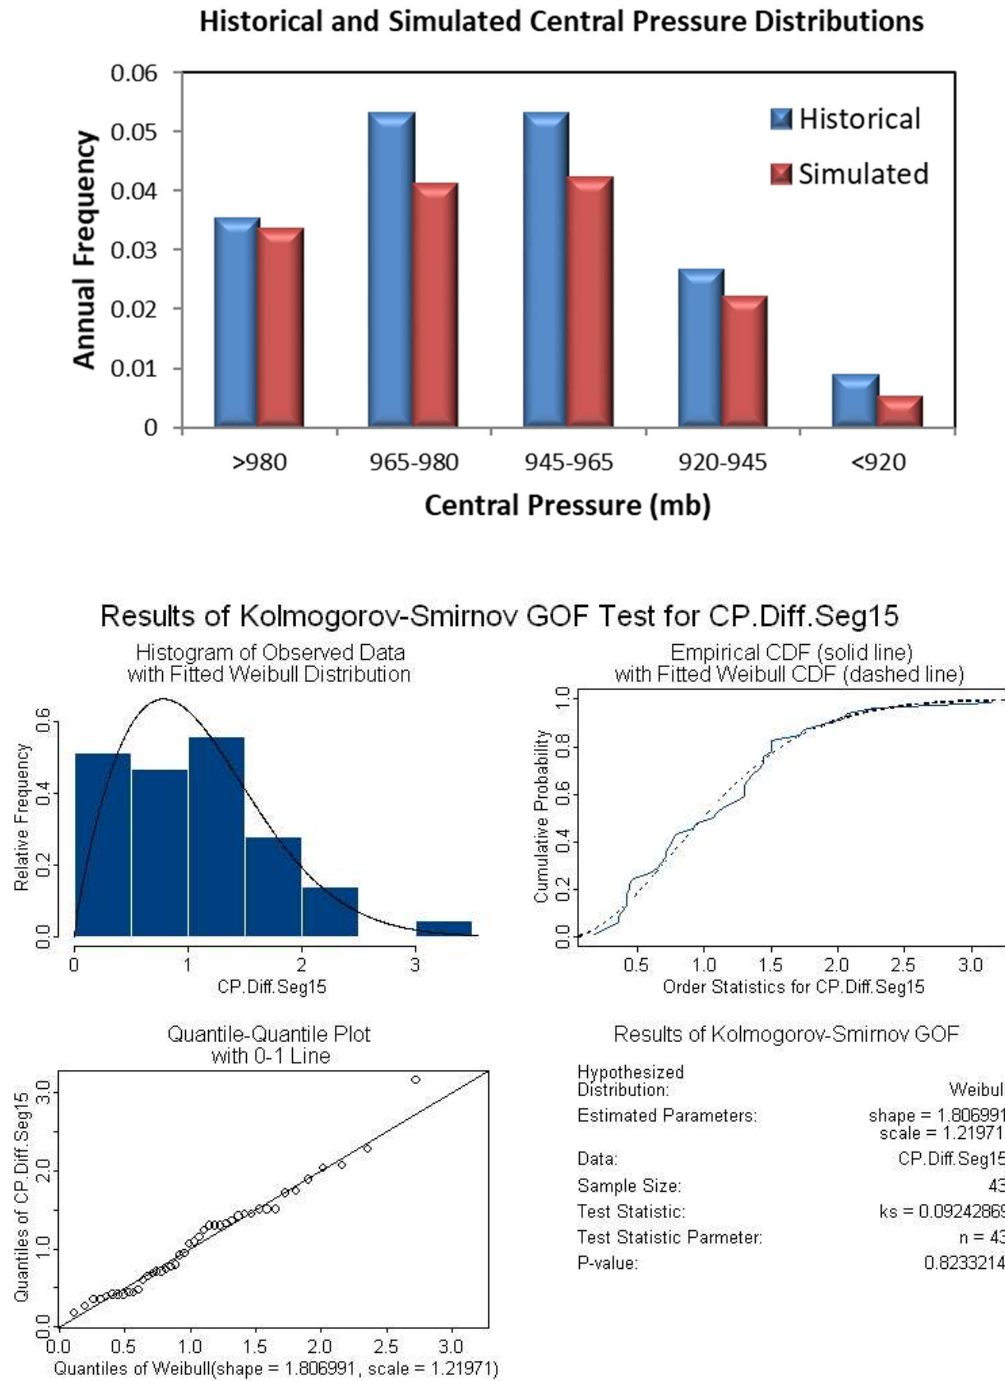 Historical and Simulated Central Pressure Distributions
0.06
0.05
0.04
0.03
0.02
0.01
0
Annual Frequency
Historical
Simulated
>980 965-980 945-965 920-945 <920
Central Pressure (mb)
Results of Kolmogorov-Smirnov GOF Test for CP.Diff.Seg15
Histogram of Observed Data
with Fitted Weibull Distribution
Relative Frequency
0.6
0.4
0.2
0.0
0 1 2 3
CP.Diff.Seg15
Empirical CDF (solid line)
with Fitted Weibull CDF (dashed line)
Cumulative Probability
1.0
0.8
0.6
0.4
0.2
0.0
0.5 1.0 1.5 2.0 2.5 3.0
Order Statistics for CP.Diff.Seg15
Quantile-Quantile Plot
with 0-1 Line
Quantiles of CP.Diff.Seg15
3.0
2.0
1.0
0.0
0.0 0.5 1.0 1.5 2.0 2.5 3.0
Quantiles of Weibull(shape = 1.806991, scale = 1.21971)
Results of Kolmogorov-Smirnov GOF
Hypothesized
Distribution: Weibul
Estimated Parameters: shape = 1.806991
scale = 1.21971
Data: CP.Diff.Seg15
Sample Size: 43
Test Statistic: ks = 0.09242869
Test Statistic Parmeter: n = 43
P-value: 0.8233214